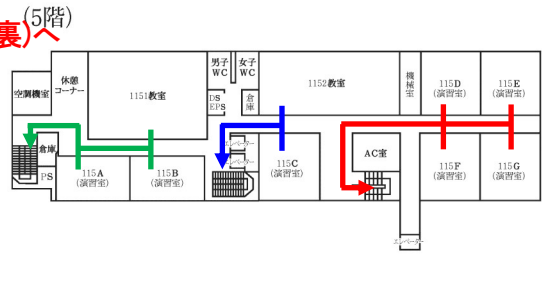 (5階)
裏)へ
男子
WC
女子
WC
空調機室
休憩
コーナー
1151教室
DS
EPS
倉庫
1152教室
機械室
115D
(演習室)
115E
(演習室)
倉庫
PS
115A
(演習室)
115B
(演習室)
エレベーター
エレベーター
115C
(演習室)
AC室
115F
(演習室)
115G
(演習室)
エレベーター